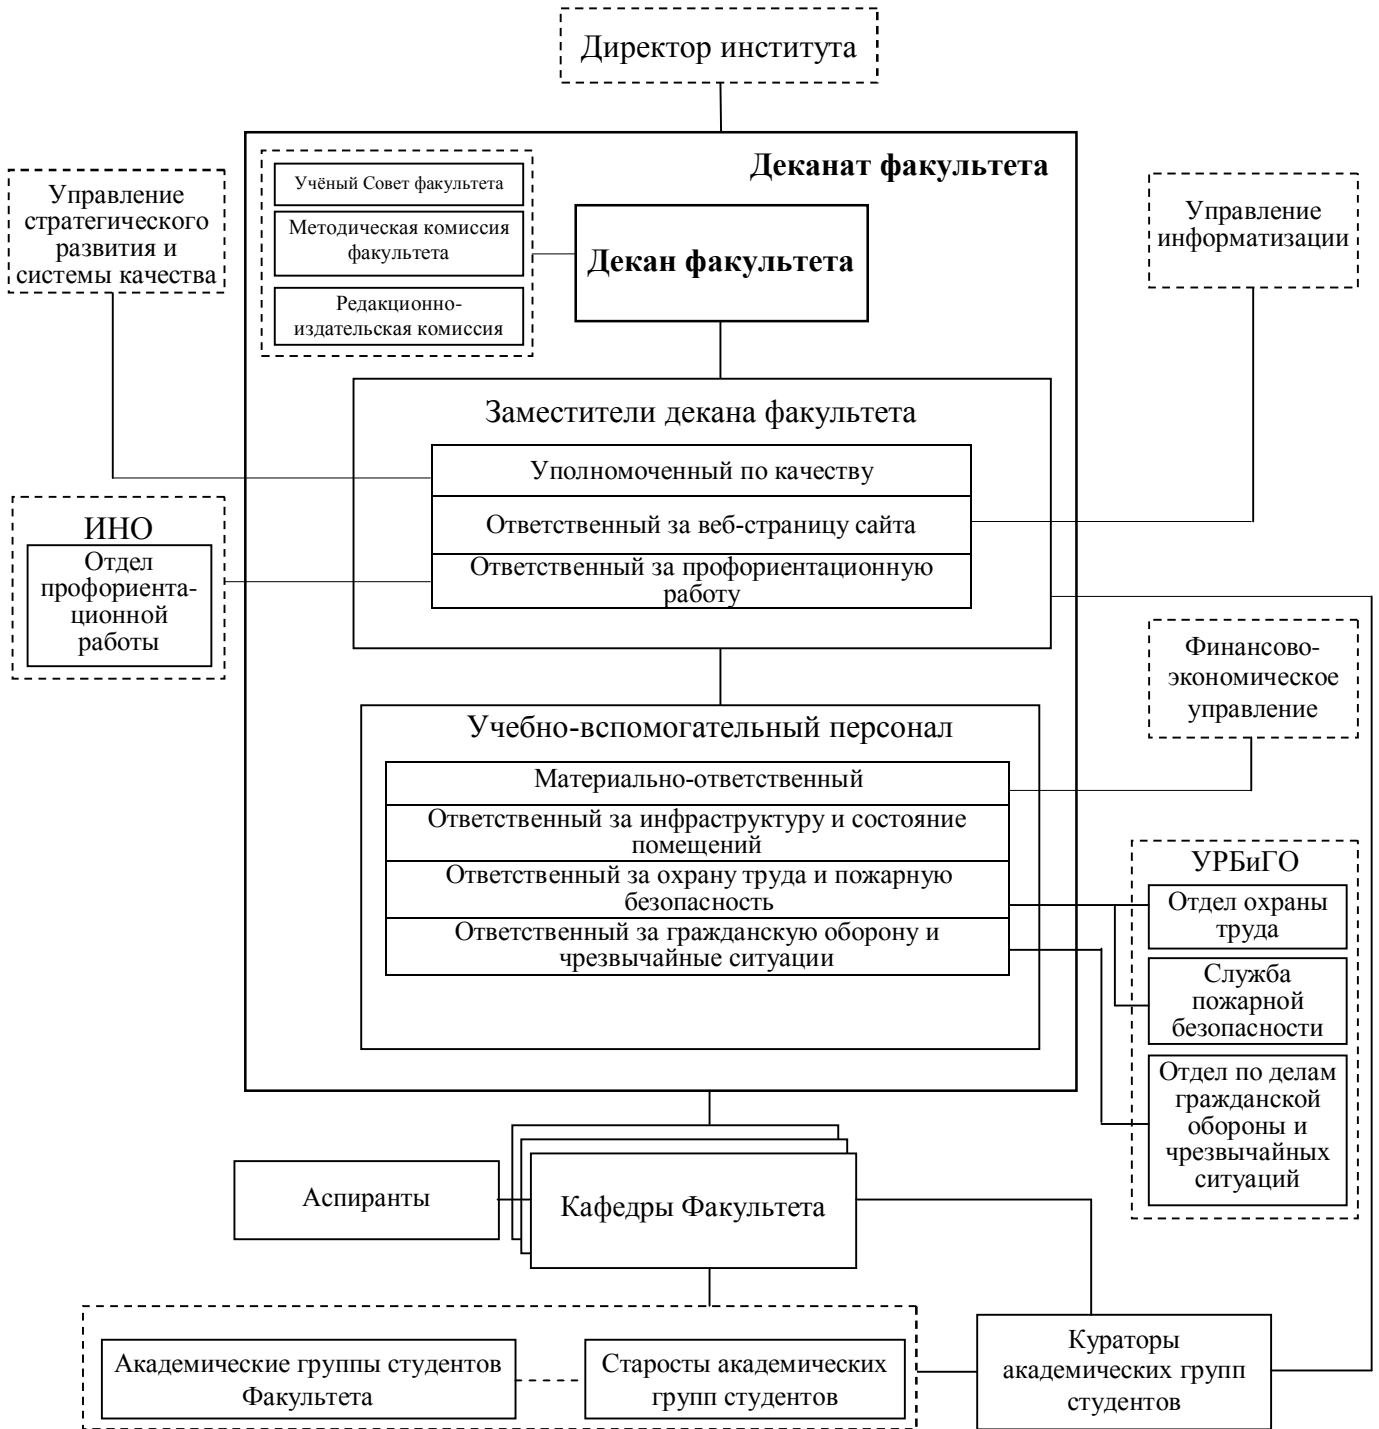 Директор института
Деканат факультета
Учёный Совет факультета
Методическая комиссия
факультета
Редакционно-
издательская комиссия
Декан факультета
Управление
стратегического
развития и
системы качества
Управление
информатизации
Заместители декана факультета
Уполномоченный по качеству
Ответственный за веб-страницу сайта
Ответственный за профориентационную
работу
ИНО
Отдел
профориента-
ционной
работы
Финансово-
экономическое
управление
Учебно-вспомогательный персонал
Материально-ответственный
Ответственный за инфраструктуру и состояние
помещений
Ответственный за охрану труда и пожарную
безопасность
Ответственный за гражданскую оборону и
чрезвычайные ситуации
УРБиГО
Отдел охраны
труда
Служба
пожарной
безопасности
Отдел по делам
гражданской
обороны и
чрезвычайных
ситуаций
Аспиранты
Кафедры Факультета
Академические группы студентов
Факультета
Старосты академических
групп студентов
Кураторы
академических групп
студентов